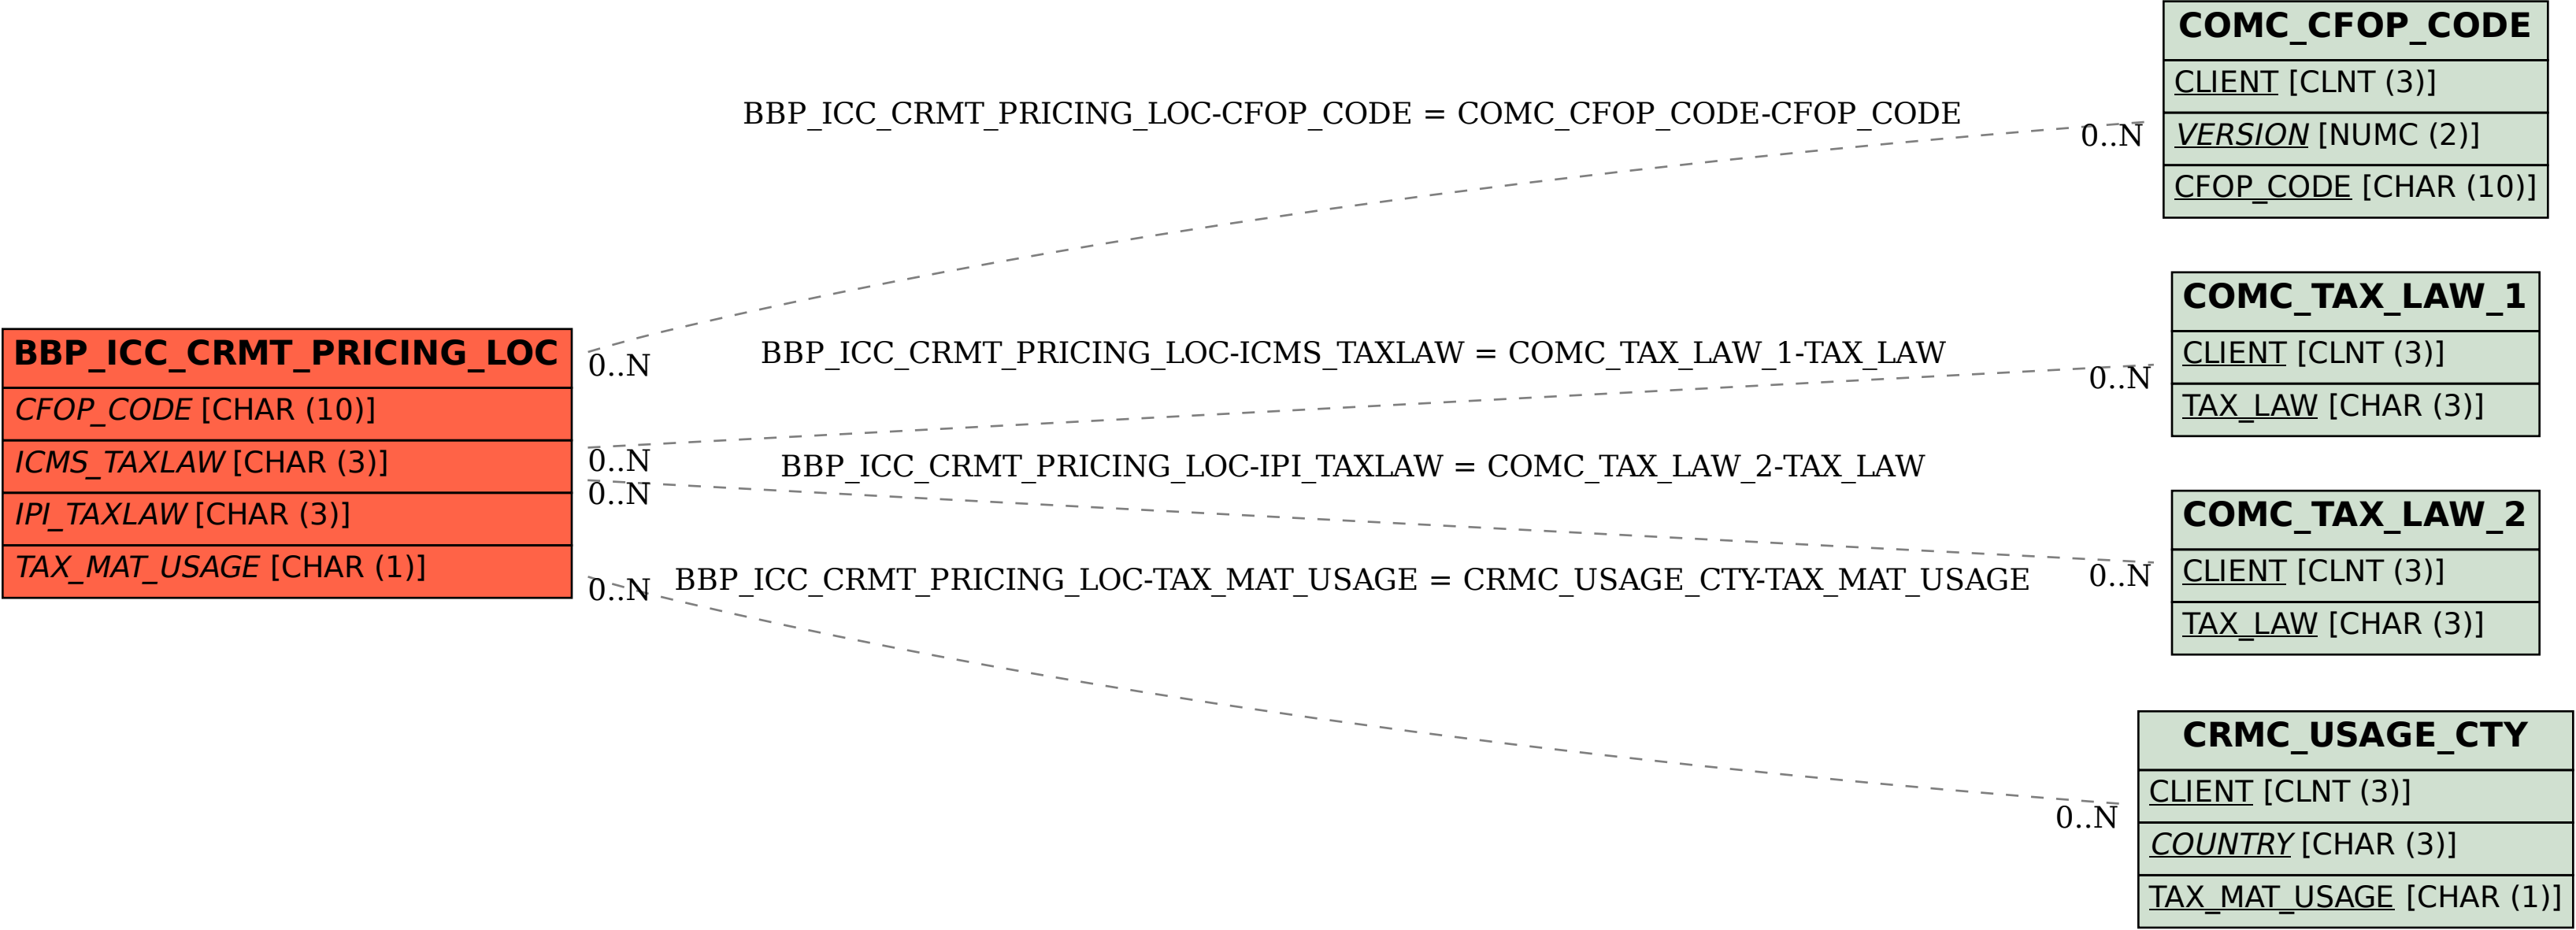 BBP_ICC_CRMT_PRICING_LOC
CFOP_CODE [CHAR (10)]
ICMS_TAXLAW [CHAR (3)]
IPI_TAXLAW [CHAR (3)]
TAX_MAT_USAGE [CHAR (1)]
BBP_ICC_CRMT_PRICING_LOC-CFOP_CODE = COMC_CFOP_CODE-CFOP_CODE
0..N
0..N
BBP_ICC_CRMT_PRICING_LOC-ICMS_TAXLAW = COMC_TAX_LAW_1-TAX_LAW
0..N
0..N
BBP_ICC_CRMT_PRICING_LOC-IPI_TAXLAW = COMC_TAX_LAW_2-TAX_LAW
0..N
0..N
BBP_ICC_CRMT_PRICING_LOC-TAX_MAT_USAGE = CRMC_USAGE_CTY-TAX_MAT_USAGE
0..N
0..N
COMC_CFOP_CODE
CLIENT [CLNT (3)]
VERSION [NUMC (2)]
CFOP_CODE [CHAR (10)]
COMC_TAX_LAW_1
CLIENT [CLNT (3)]
TAX_LAW [CHAR (3)]
COMC_TAX_LAW_2
CLIENT [CLNT (3)]
TAX_LAW [CHAR (3)]
CRMC_USAGE_CTY
CLIENT [CLNT (3)]
COUNTRY [CHAR (3)]
TAX_MAT_USAGE [CHAR (1)]